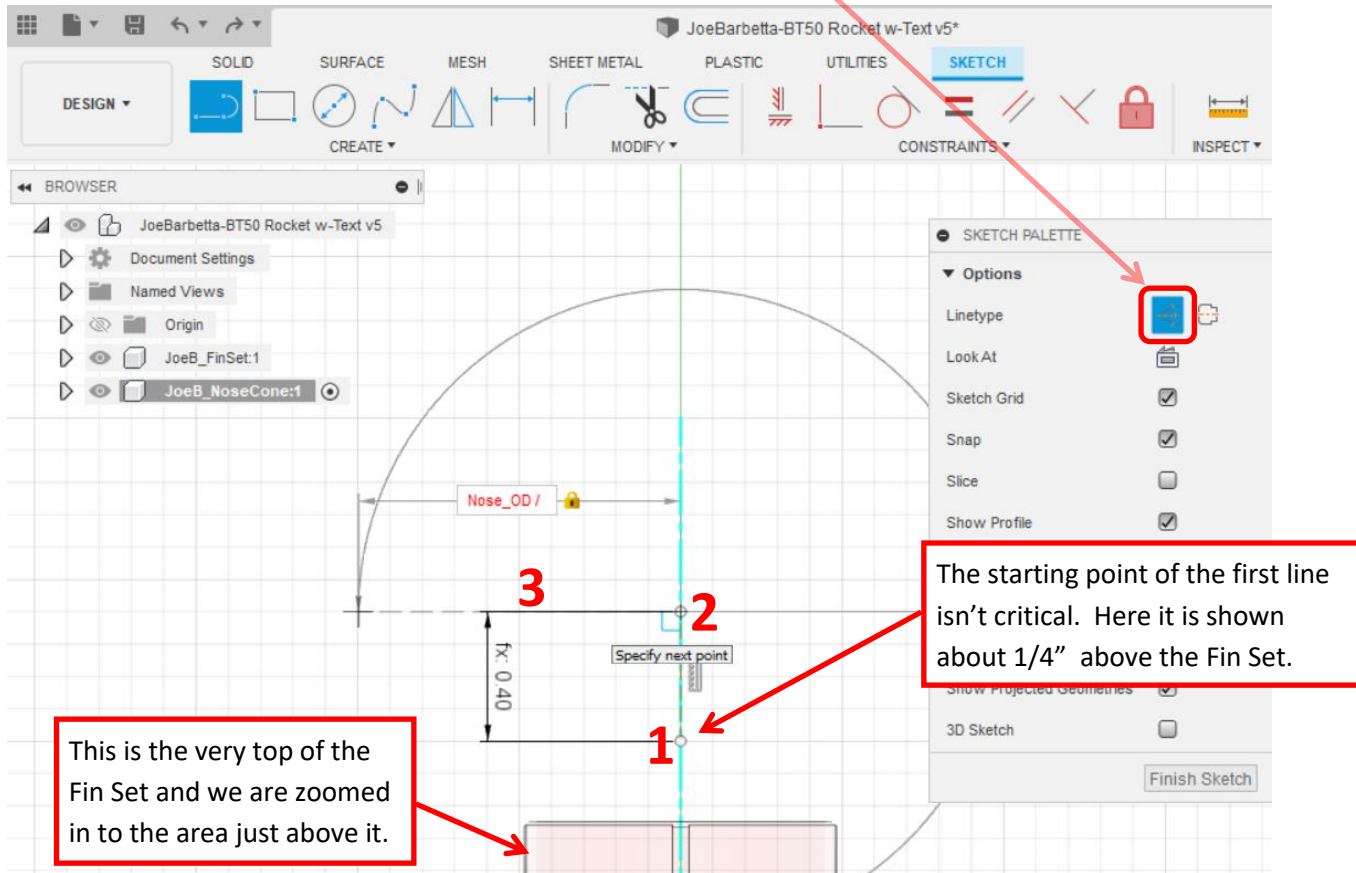 JoeBarbetta-BT50 Rocket w-Text v5*
SOLID SURFACE MESH SHEET METAL PLASTIC UTILITIES SKETCH
DESIGN
CREATE MODIFY CONSTRAINTS INSPECT
BROWSER
JoeBarbetta-BT50 Rocket w-Text v5
Document Settings
Named Views
Origin
JoeB_FinSet:1
JoeB_NoseCone:1
SKETCH PALETTE
Options
Linetype
Look At
Sketch Grid
Snap
Slice
Show Profile
Show Projected Geometries
3D Sketch
Finish Sketch
Nose_OD /
3
2
Specify next point
fx: 0.40
1
The starting point of the first line
isn’t critical. Here it is shown
about 1/4” above the Fin Set.
This is the very top of the
Fin Set and we are zoomed
in to the area just above it.